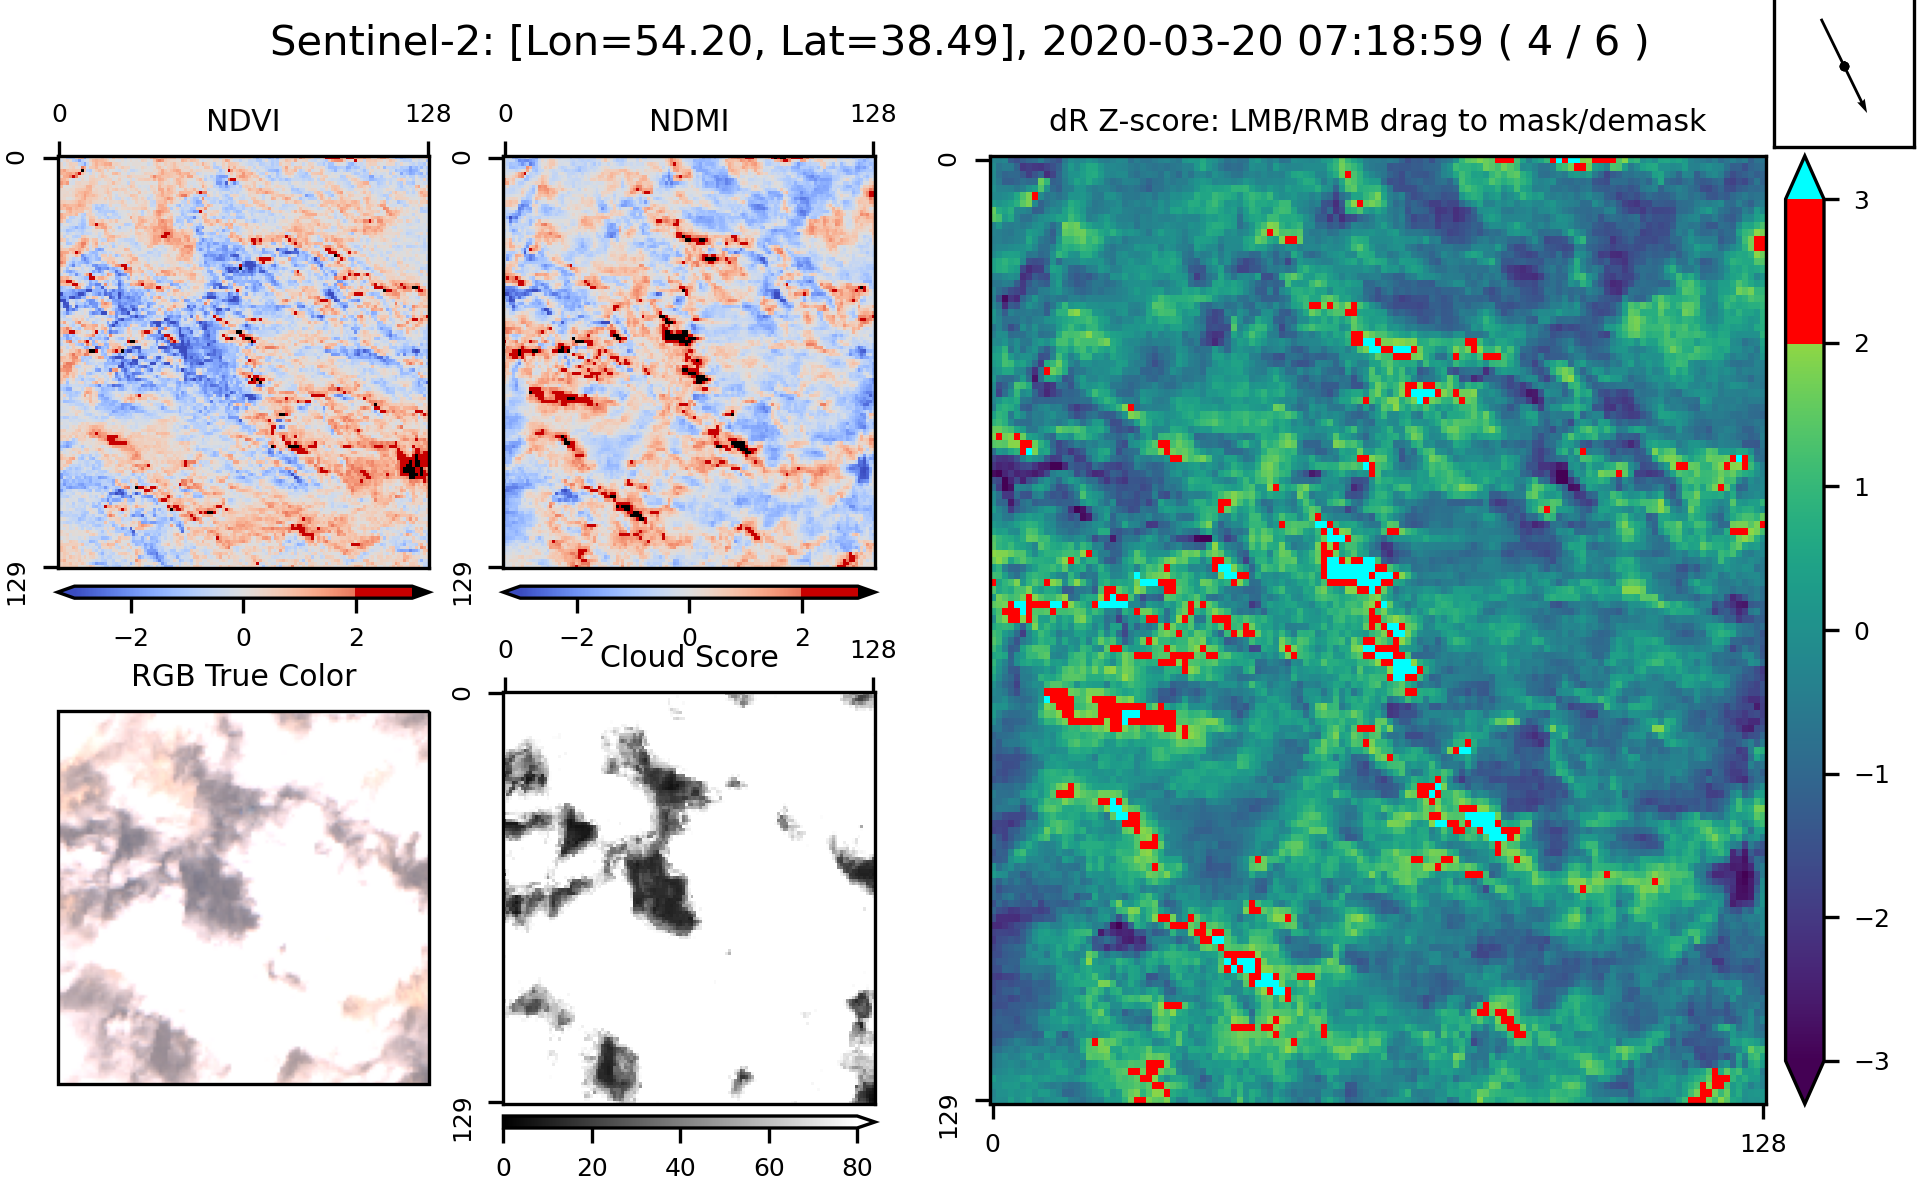 Sentinel-2: [Lon=54.20, Lat=38.49], 2020-03-20 07:18:59 ( 4 / 6 )
0 NDVI 128
0
129
−2 0 2
0 NDMI 128
0
129
−2 0 2
RGB True Color
0 Cloud Score 128
0
129
0 20 40 60 80
dR Z-score: LMB/RMB drag to mask/demask
0
129
0 128
3
2
1
0
−1
−2
−3